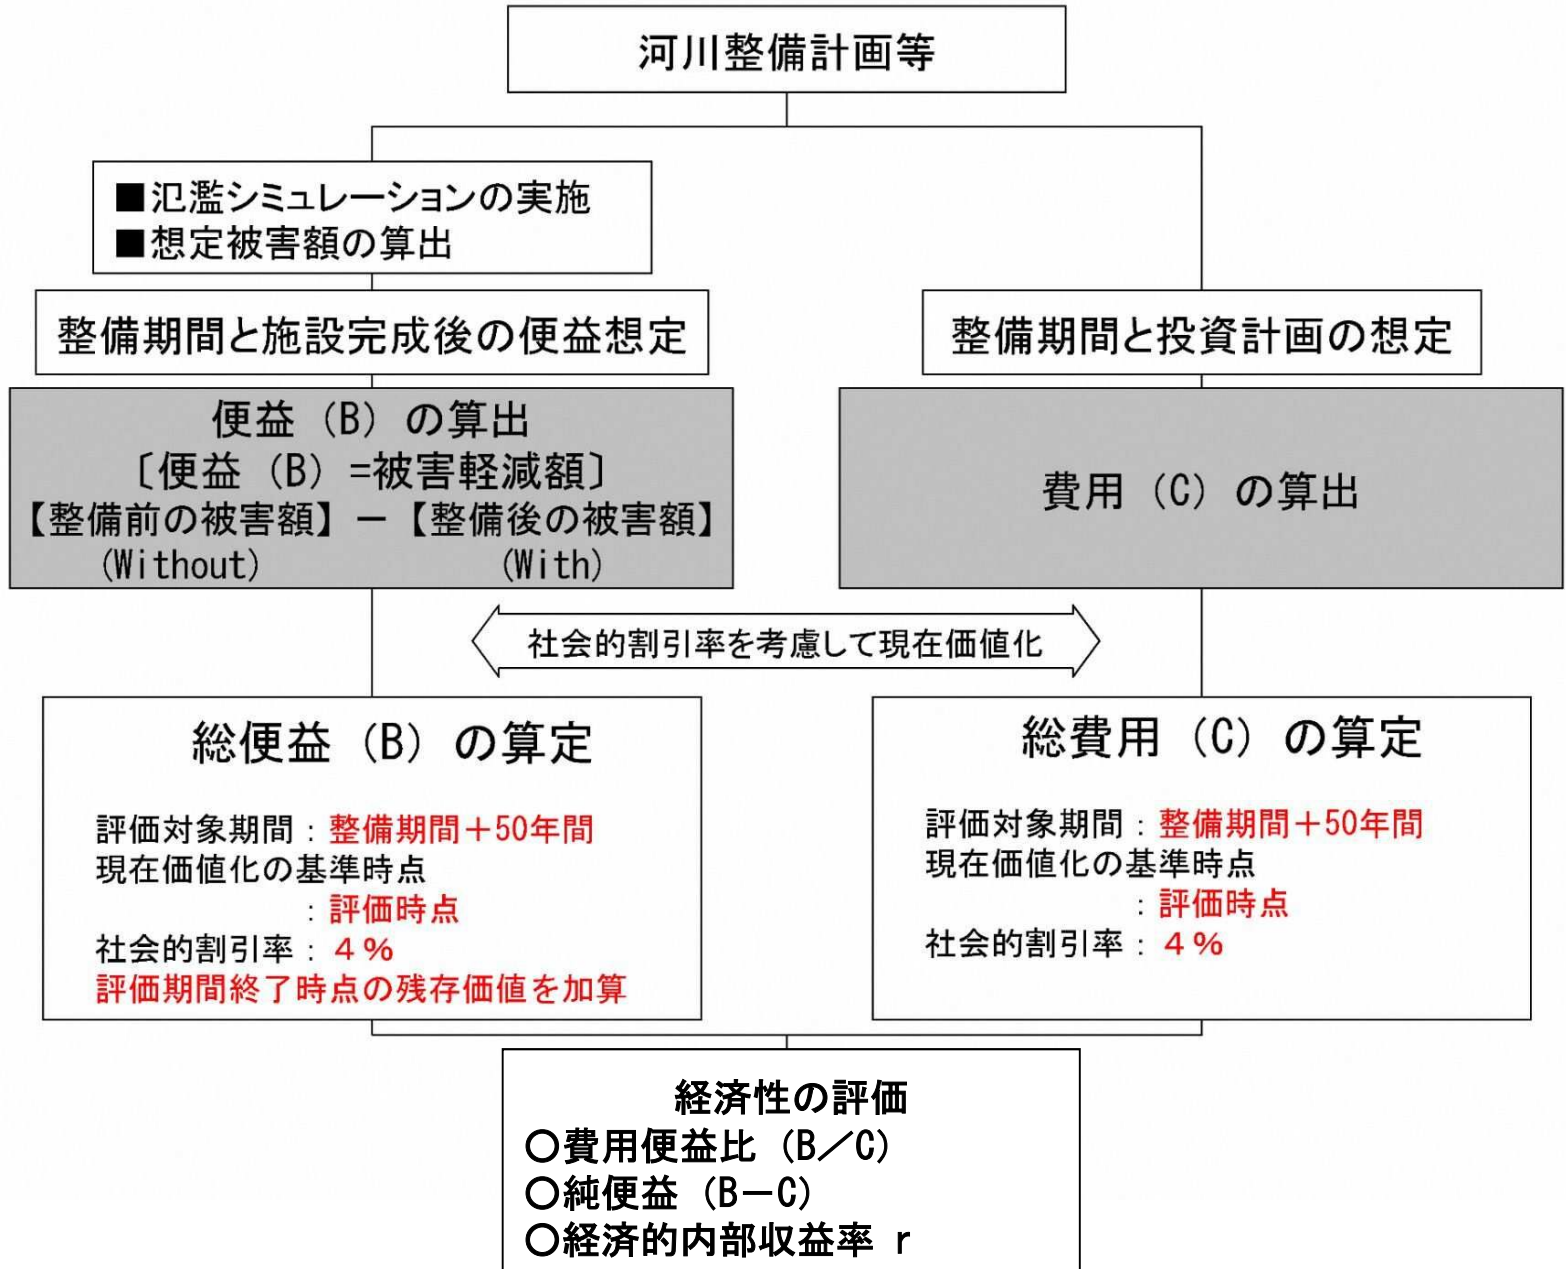 河川整備計画等
■氾濫シミュレーションの実施
■想定被害額の算出
整備期間と施設完成後の便益想定
便益（B）の算出
〔便益（B）=被害軽減額〕
【整備前の被害額】－【整備後の被害額】
(Without) (With)
整備期間と投資計画の想定
費用（C）の算出
社会的割引率を考慮して現在価値化
総便益（B）の算定
評価対象期間：整備期間＋50年間
現在価値化の基準時点
：評価時点
社会的割引率：４％
評価期間終了時点の残存価値を加算
総費用（C）の算定
評価対象期間：整備期間＋50年間
現在価値化の基準時点
：評価時点
社会的割引率：４％
経済性の評価
○費用便益比（B／C）
○純便益（B－C）
○経済的内部収益率 r